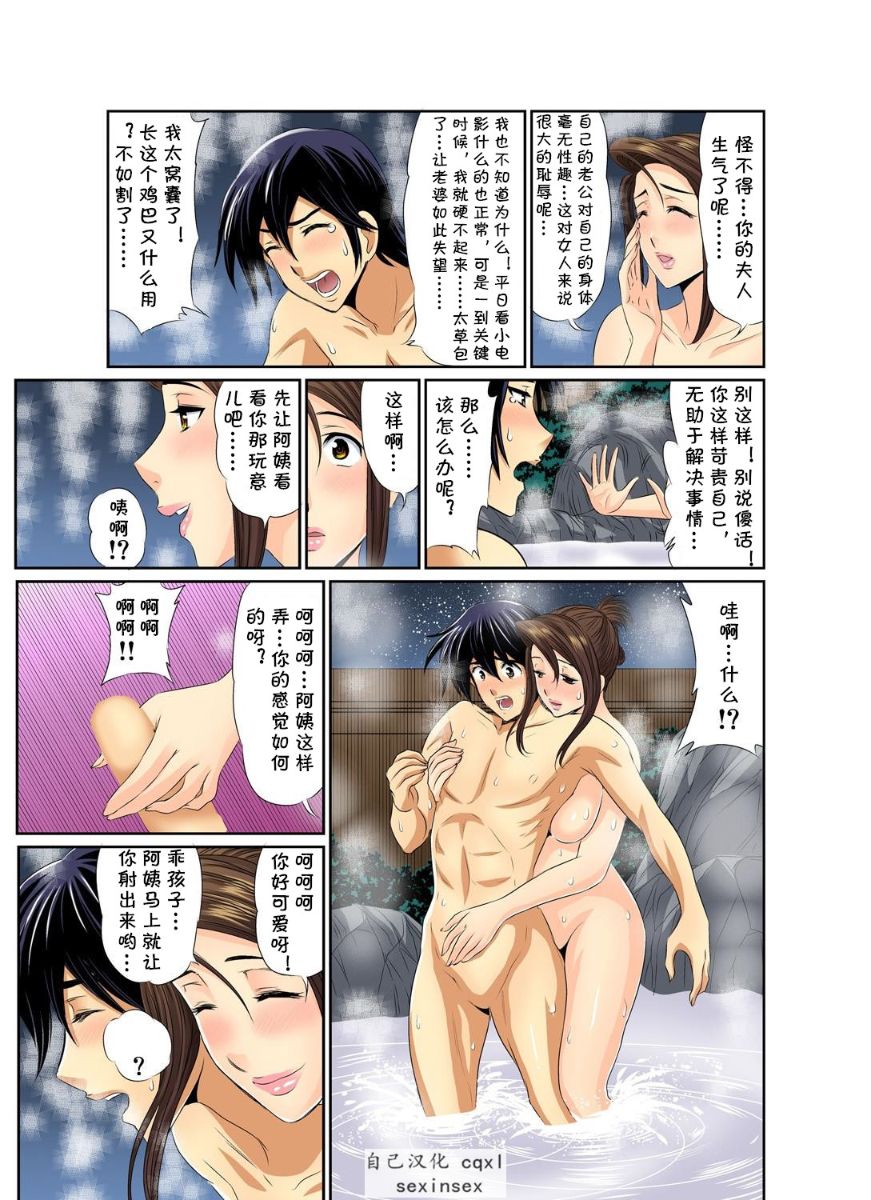 怪不得…你的夫人
生气了呢……
自己的老公对自己的身体
毫无性趣…这对女人来说
很大的耻辱呢…
我也不知道为什么！平日看小电
影什么的也正常，可是一到关键
时候，我就硬不起来……太草包
了…让老婆如此失望……
我太窝囊了！
长这个鸡巴又什么用
？不如割了……
别这样！别说傻话！
你这样苛责自己，
无助于解决事情…
那么…
该怎么办呢？
这样啊…
先让阿姨看
看你那玩意
儿吧……
咦啊!?
哇啊…什么!?
呵呵呵…阿姨这样
弄…你的感觉如何
的呀？
啊啊
啊啊!!
呵呵呵
你好可爱呀！
乖孩子…
阿姨马上就让
你射出来哟…
？
自己汉化 cqxl
sexinsex